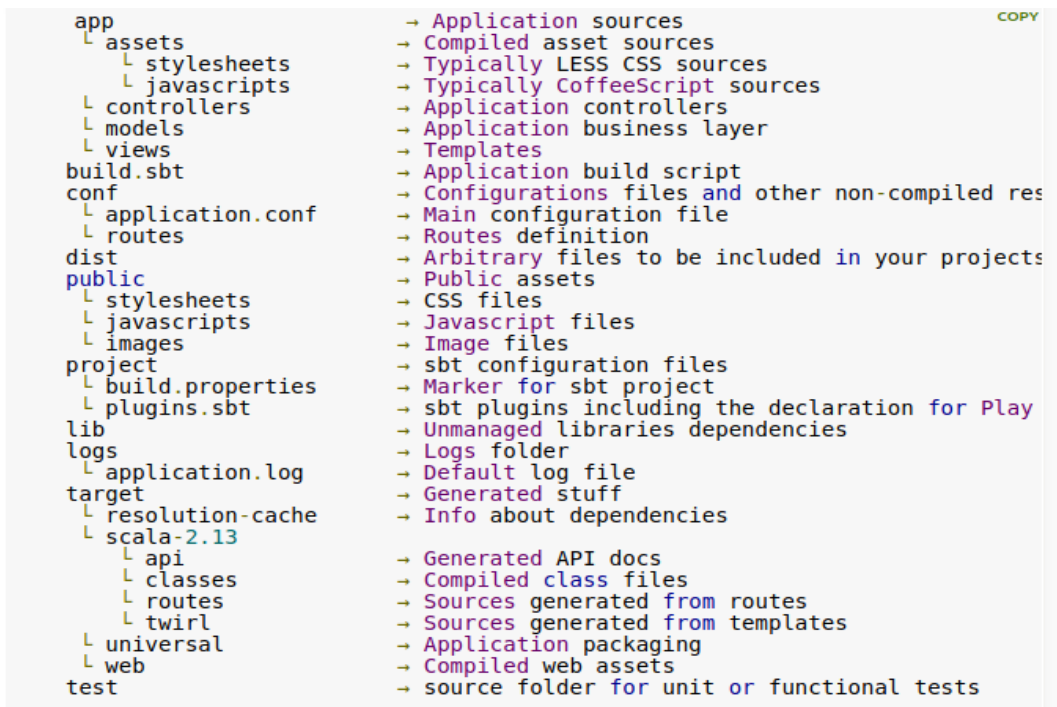 app → Application sources COPY
└ assets → Compiled asset sources
└ stylesheets → Typically LESS CSS sources
└ javascripts → Typically CoffeeScript sources
└ controllers → Application controllers
└ models → Application business layer
└ views → Templates
build.sbt → Application build script
conf → Configurations files and other non-compiled res
└ application.conf → Main configuration file
└ routes → Routes definition
dist → Arbitrary files to be included in your projects
public → Public assets
└ stylesheets → CSS files
└ javascripts → Javascript files
└ images → Image files
project → sbt configuration files
└ build.properties → Marker for sbt project
└ plugins.sbt → sbt plugins including the declaration for Play
lib → Unmanaged libraries dependencies
logs → Logs folder
└ application.log → Default log file
target → Generated stuff
└ resolution-cache → Info about dependencies
└ scala-2.13
└ api → Generated API docs
└ classes → Compiled class files
└ routes → Sources generated from routes
└ twirl → Sources generated from templates
└ universal → Application packaging
└ web → Compiled web assets
test → source folder for unit or functional tests